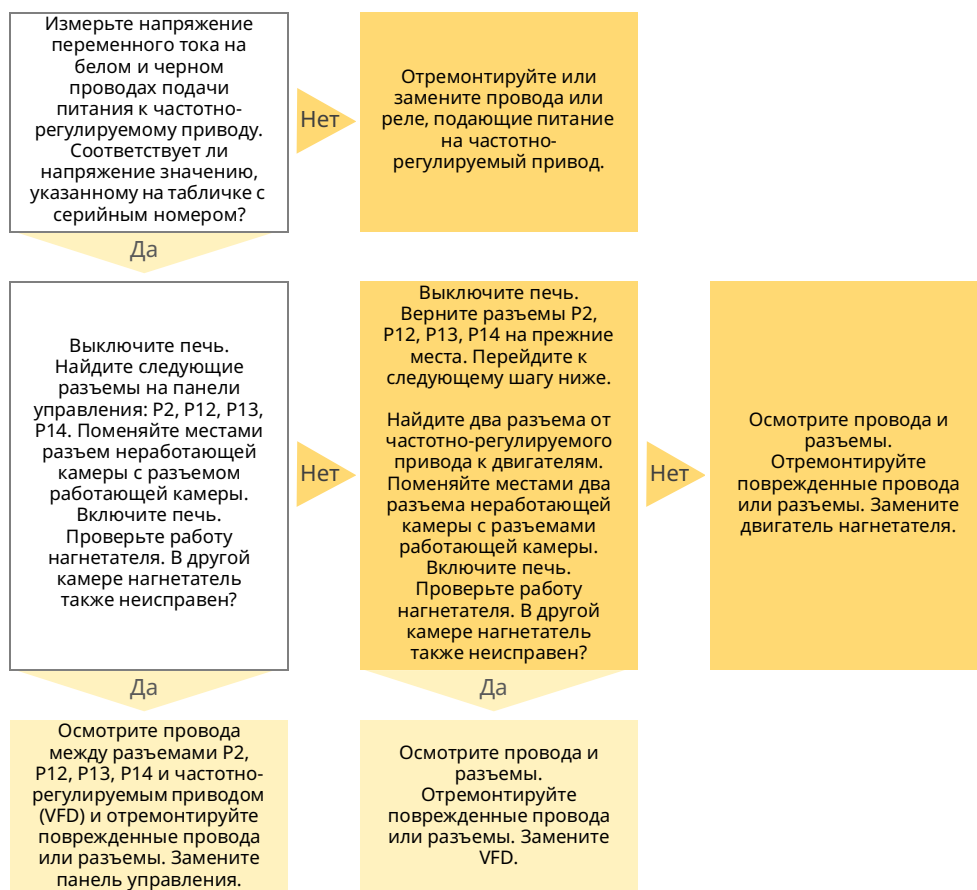 Измерьте напряжение
переменного тока на
белом и черном
проводах подачи
питания к частотно-
регулируемому приводу.
Соответствует ли
напряжение значению,
указанному на табличке с
серийным номером?
Нет
Отремонтируйте или
замените провода или
реле, подающие питание
на частотно-
регулируемый привод.
Да
Выключите печь.
Найдите следующие
разъемы на панели
управления: P2, P12, P13,
P14. Поменяйте местами
разъем неработающей
камеры с разъемом
работающей камеры.
Включите печь.
Проверьте работу
нагнетателя. В другой
камере нагнетатель
также неисправен?
Нет
Выключите печь.
Верните разъемы P2,
P12, P13, P14 на прежние
места. Перейдите к
следующему шагу ниже.
Найдите два разъема от
частотно-регулируемого
привода к двигателям.
Поменяйте местами два
разъема неработающей
камеры с разъемами
работающей камеры.
Включите печь.
Проверьте работу
нагнетателя. В другой
камере нагнетатель
также неисправен?
Нет
Осмотрите провода и
разъемы.
Отремонтируйте
поврежденные провода
или разъемы. Замените
двигатель нагнетателя.
Да
Да
Осмотрите провода
между разъемами P2,
P12, P13, P14 и частотно-
регулируемым приводом
(VFD) и отремонтируйте
поврежденные провода
или разъемы. Замените
панель управления.
Осмотрите провода и
разъемы.
Отремонтируйте
поврежденные провода
или разъемы. Замените
VFD.